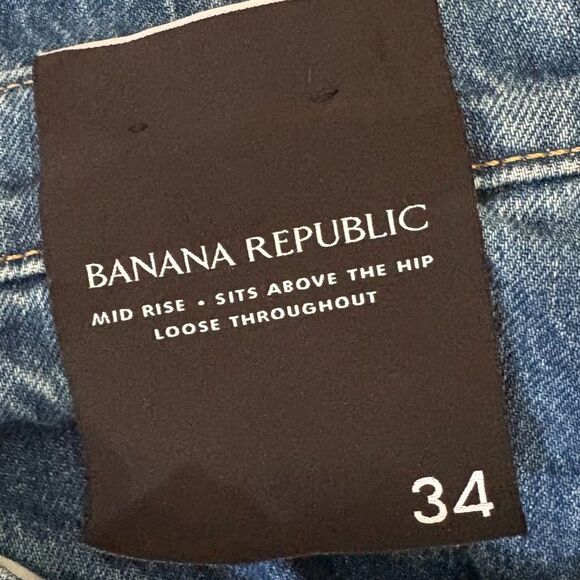 BANANA REPUBLIC
MID RISE • SITS ABOVE THE HIP
LOOSE THROUGHOUT
34